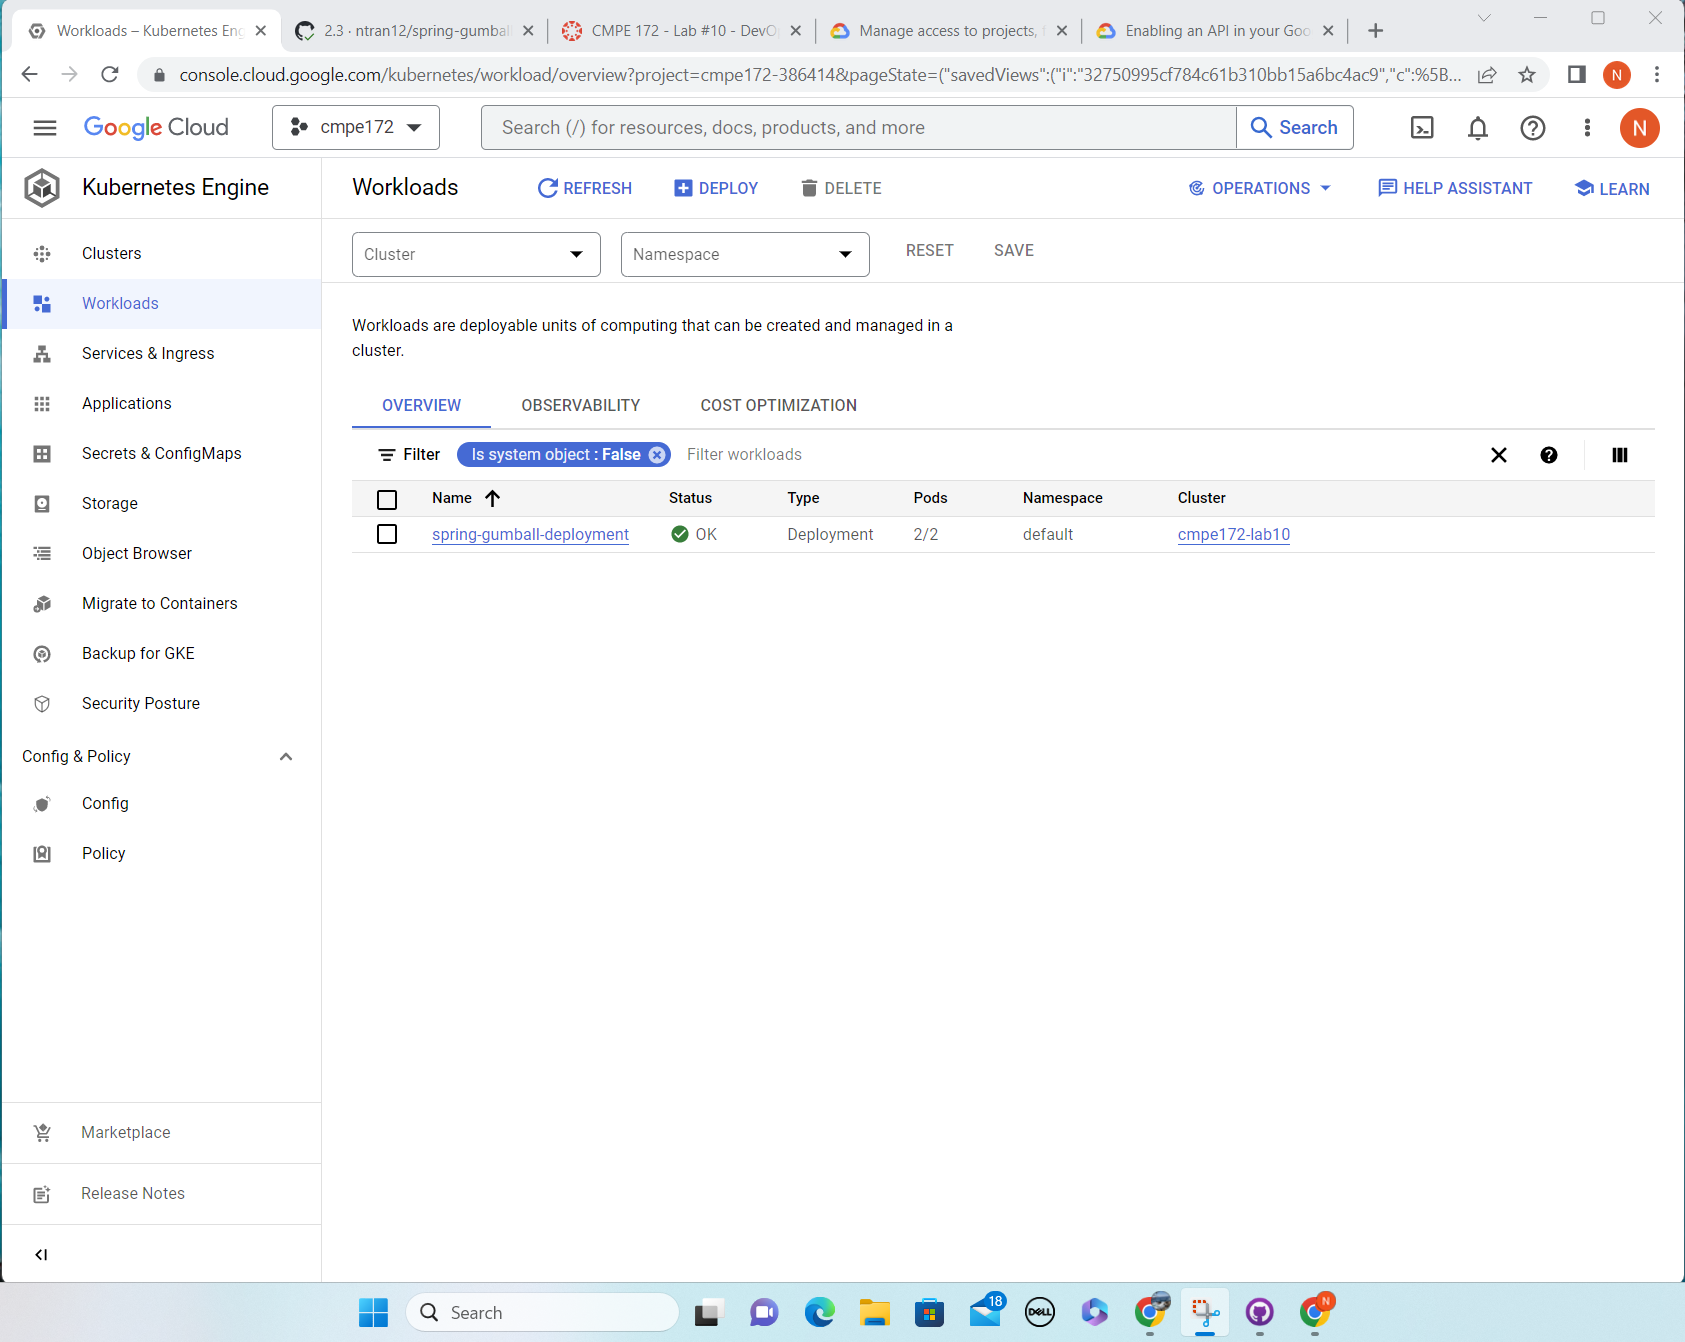 Workloads – Kubernetes Eng
2.3 · ntran12/spring-gumball
CMPE 172 - Lab #10 - DevO
Manage access to projects, f
Enabling an API in your Goo
console.cloud.google.com/kubernetes/workload/overview?project=cmpe172-386414&pageState=("savedViews":("i":"32750995cf784c61b310bb15a6bc4ac9","c":%5B...
N
Google Cloud
cmpe172
Search (/) for resources, docs, products, and more
Search
N
Kubernetes Engine
Workloads
REFRESH
DEPLOY
DELETE
OPERATIONS
HELP ASSISTANT
LEARN
Clusters
Workloads
Services & Ingress
Applications
Secrets & ConfigMaps
Storage
Object Browser
Migrate to Containers
Backup for GKE
Security Posture
Config & Policy
Config
Policy
Marketplace
Release Notes
Cluster
Namespace
RESET
SAVE
Workloads are deployable units of computing that can be created and managed in a
cluster.
OVERVIEW
OBSERVABILITY
COST OPTIMIZATION
Filter
Is system object : False
Filter workloads
Name
Status
Type
Pods
Namespace
Cluster
spring-gumball-deployment
OK
Deployment
2/2
default
cmpe172-lab10
Search
18
DELL
N